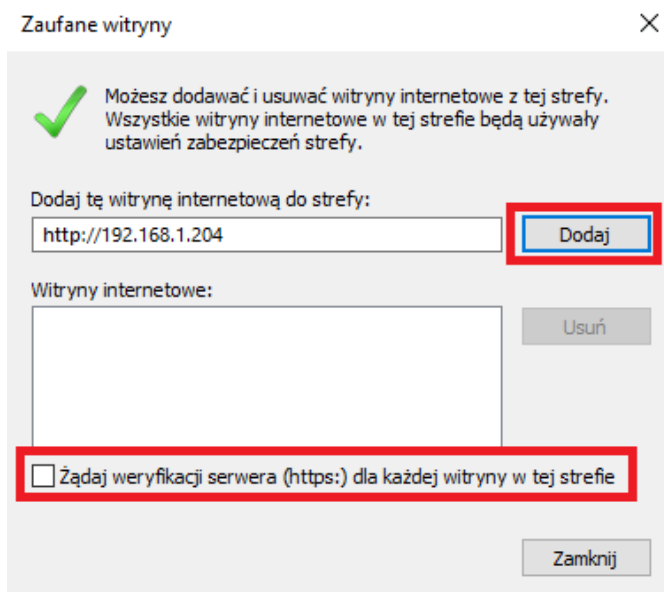 Zaufane witryny
Możesz dodawać i usuwać witryny internetowe z tej strefy.
Wszystkie witryny internetowe w tej strefie będą używały
ustawień zabezpieczeń strefy.
Dodaj tę witrynę internetową do strefy:
http://192.168.1.204
Dodaj
Witryny internetowe:
Usuń
Żądaj weryfikacji serwera (https:) dla każdej witryny w tej strefie
Zamknij